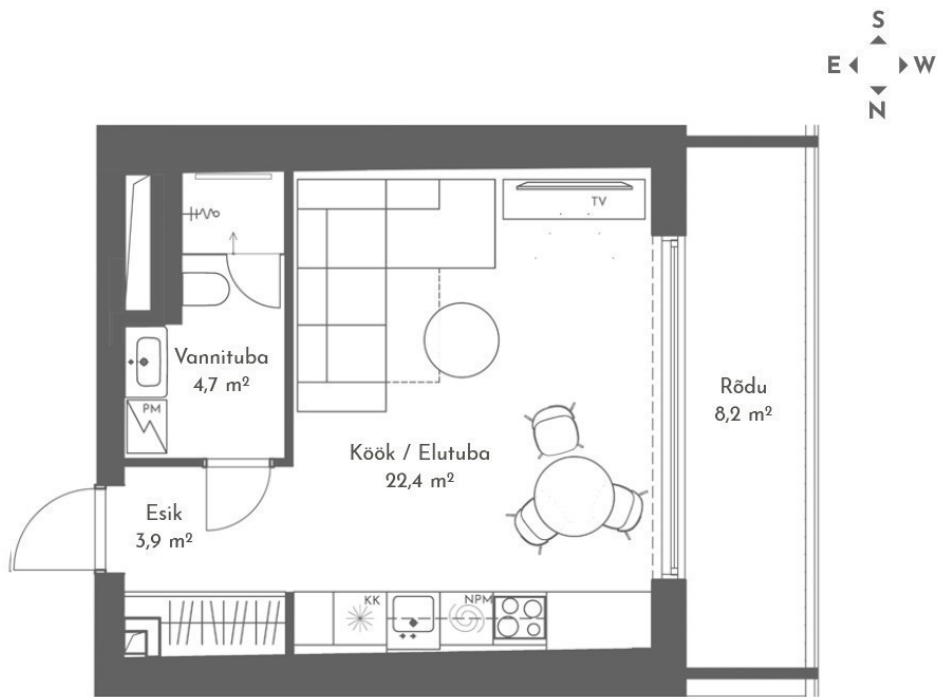 S
E W
N
TV
Vannituba
4,7 m²
PM
Rõdu
8,2 m²
Köök / Elutuba
22,4 m²
Esik
3,9 m²
KK
NPM